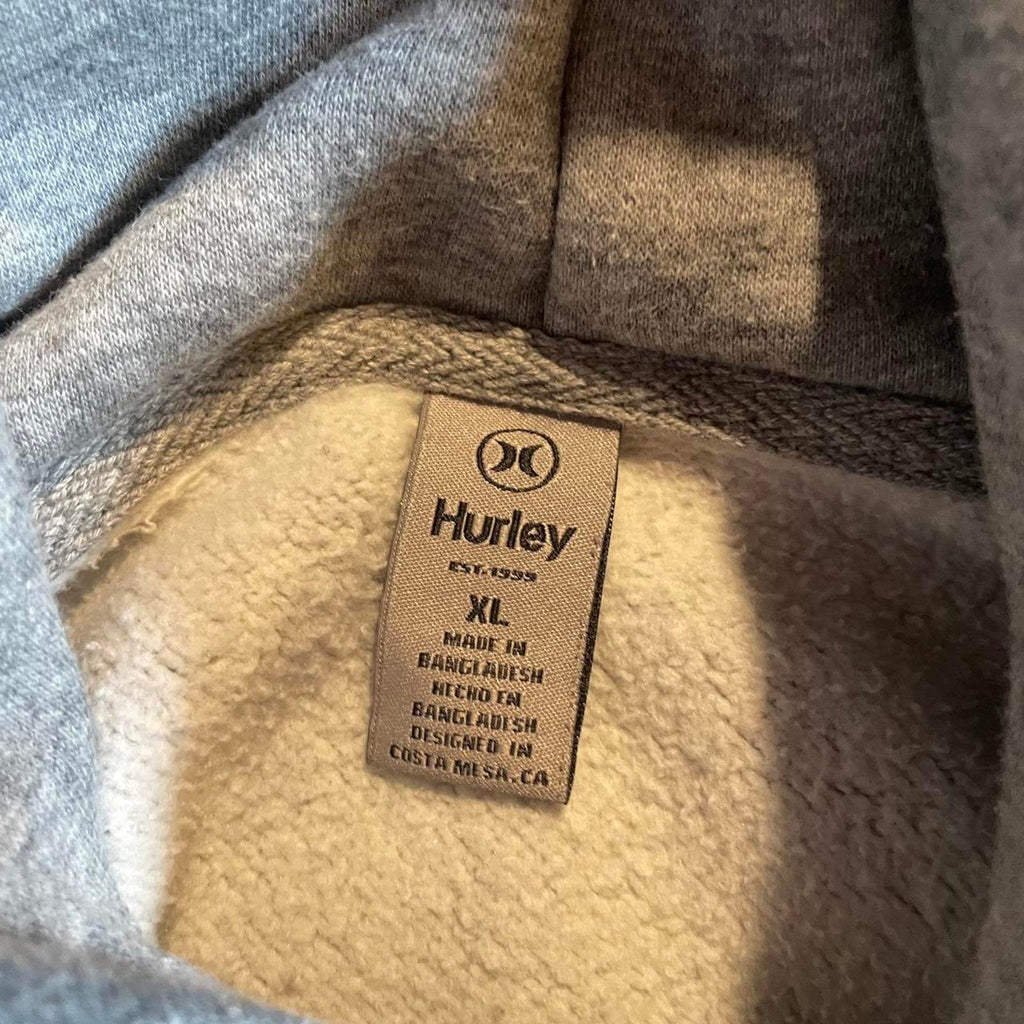 Hurley
EST. 1999
XL
MADE IN
BANGLADESH
HECHO EN
BANGLADESH
DESIGNED IN
COSTA MESA, CA